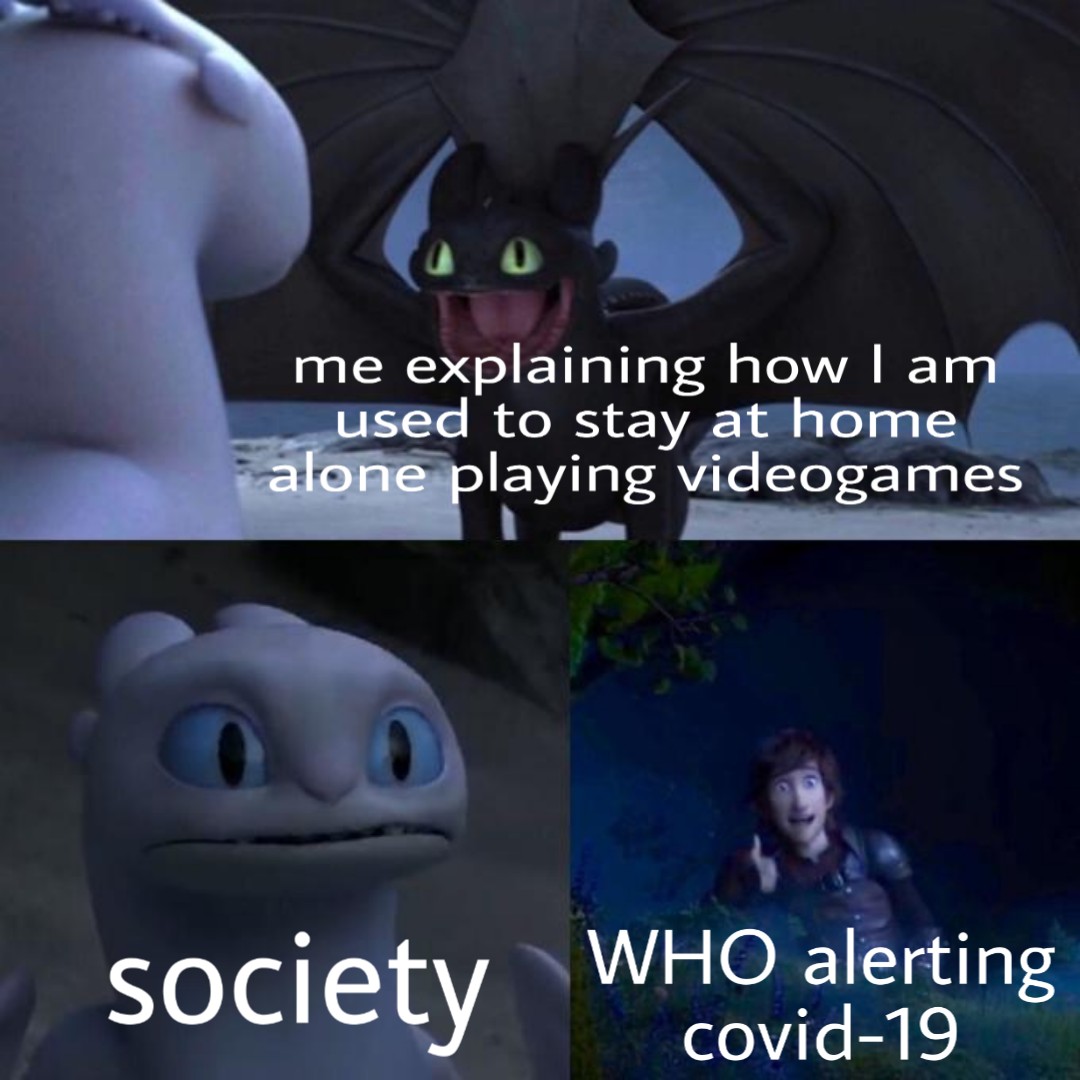 me explaining how I am
used to stay at home
alone playing videogames
society
WHO alerting
covid-19